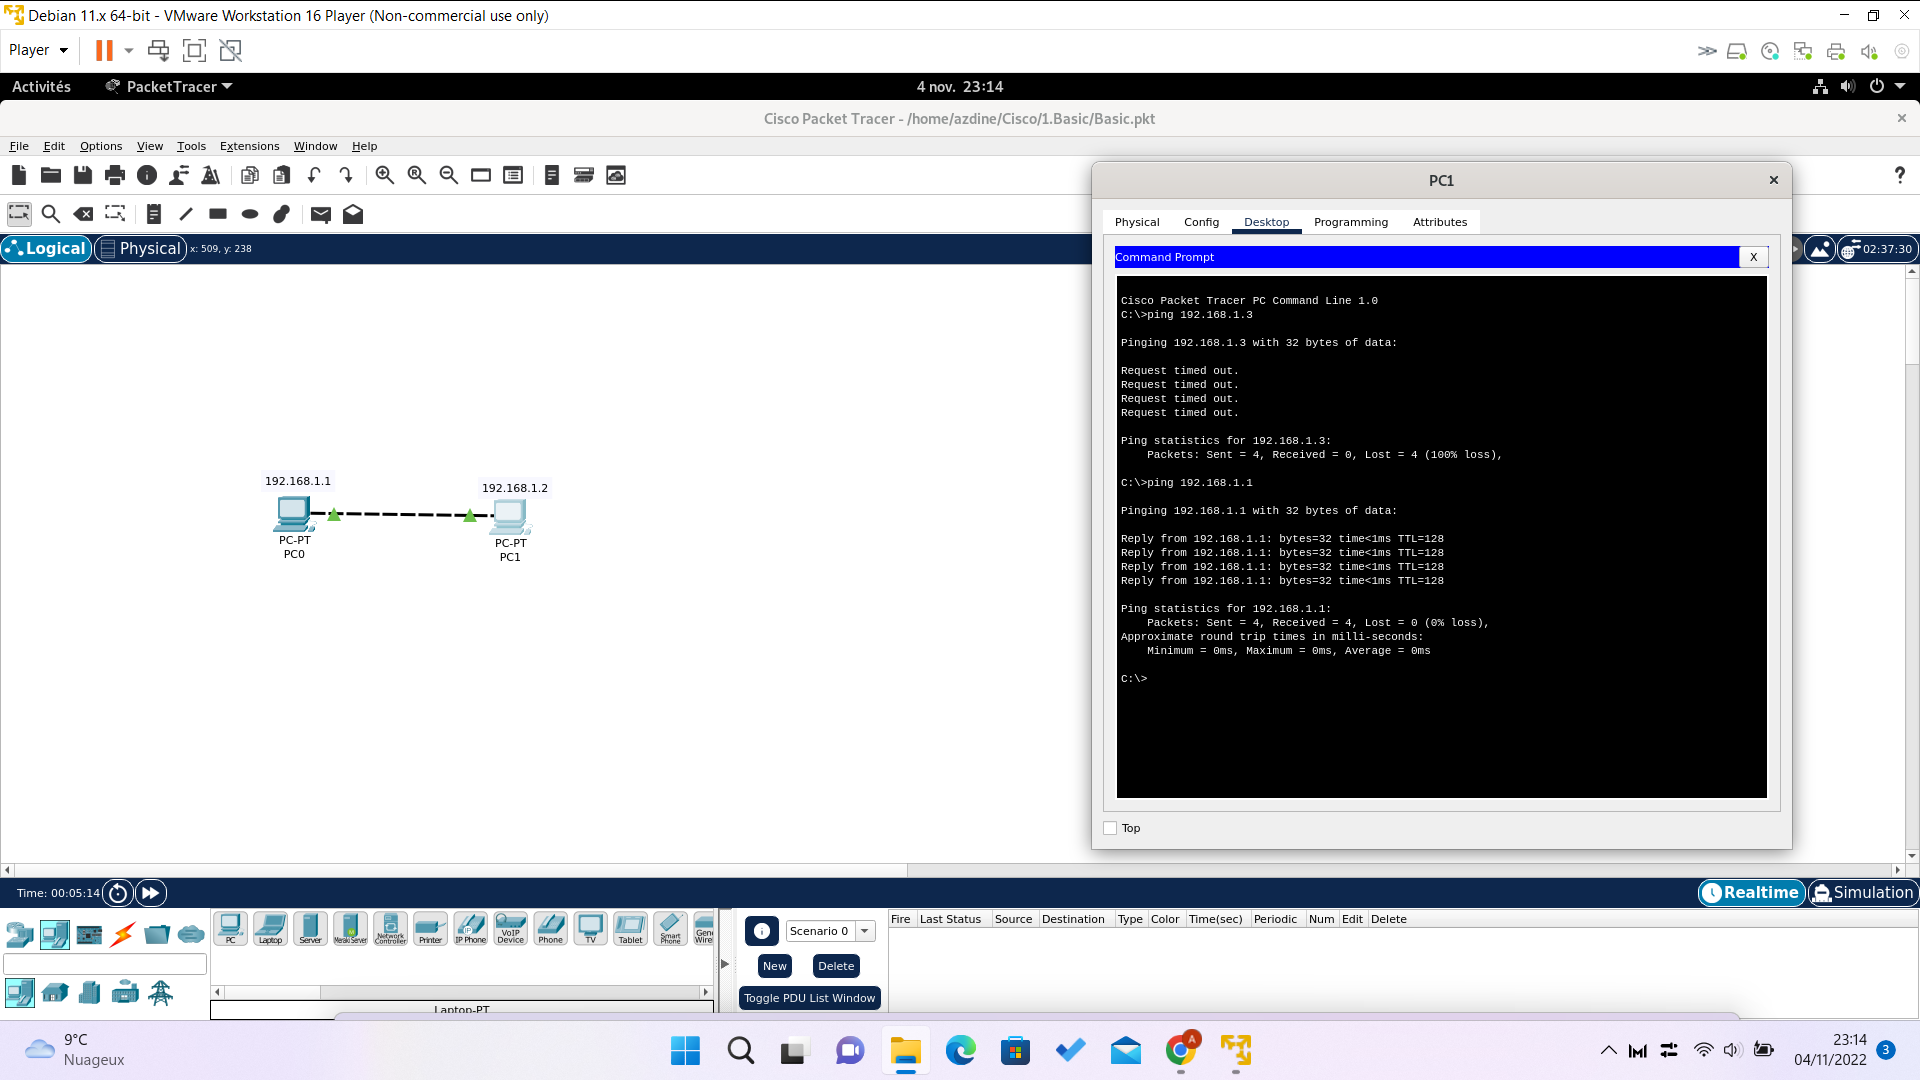 Debian 11.x 64-bit - VMware Workstation 16 Player (Non-commercial use only)
Player
Activités
PacketTracer
4 nov. 23:14
Cisco Packet Tracer - /home/azdine/Cisco/1.Basic/Basic.pkt
File Edit Options View Tools Extensions Window Help
Logical
Physical
x: 509, y: 238
02:37:30
192.168.1.1
PC-PT
PC0
192.168.1.2
PC-PT
PC1
PC1
Physical Config Desktop Programming Attributes
Command Prompt
X
Cisco Packet Tracer PC Command Line 1.0
C:\>ping 192.168.1.3
Pinging 192.168.1.3 with 32 bytes of data:
Request timed out.
Request timed out.
Request timed out.
Request timed out.
Ping statistics for 192.168.1.3:
Packets: Sent = 4, Received = 0, Lost = 4 (100% loss),
C:\>ping 192.168.1.1
Pinging 192.168.1.1 with 32 bytes of data:
Reply from 192.168.1.1: bytes=32 time<1ms TTL=128
Reply from 192.168.1.1: bytes=32 time<1ms TTL=128
Reply from 192.168.1.1: bytes=32 time<1ms TTL=128
Reply from 192.168.1.1: bytes=32 time<1ms TTL=128
Ping statistics for 192.168.1.1:
Packets: Sent = 4, Received = 4, Lost = 0 (0% loss),
Approximate round trip times in milli-seconds:
Minimum = 0ms, Maximum = 0ms, Average = 0ms
C:\>
Top
Time: 00:05:14
Realtime
Simulation
PC
Laptop
Server
Meraki Server
Network Controller
Printer
IP Phone
VoIP Device
Phone
TV
Tablet
Smart Phone
Laptop-PT
Scenario 0
New
Delete
Toggle PDU List Window
Fire Last Status Source Destination Type Color Time(sec) Periodic Num Edit Delete
9°C
Nuageux
A
23:14
04/11/2022
3